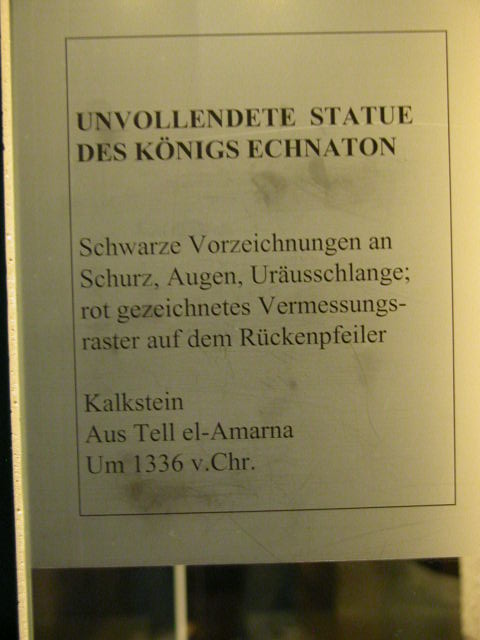 UNVOLLENDETE STATUE
DES KÖNIGS ECHNATON
Schwarze Vorzeichnungen an
Schurz, Augen, Uräusschlange;
rot gezeichnetes Vermessungs-
raster auf dem Rückenpfeiler
Kalkstein
Aus Tell el-Amarna
Um 1336 v.Chr.